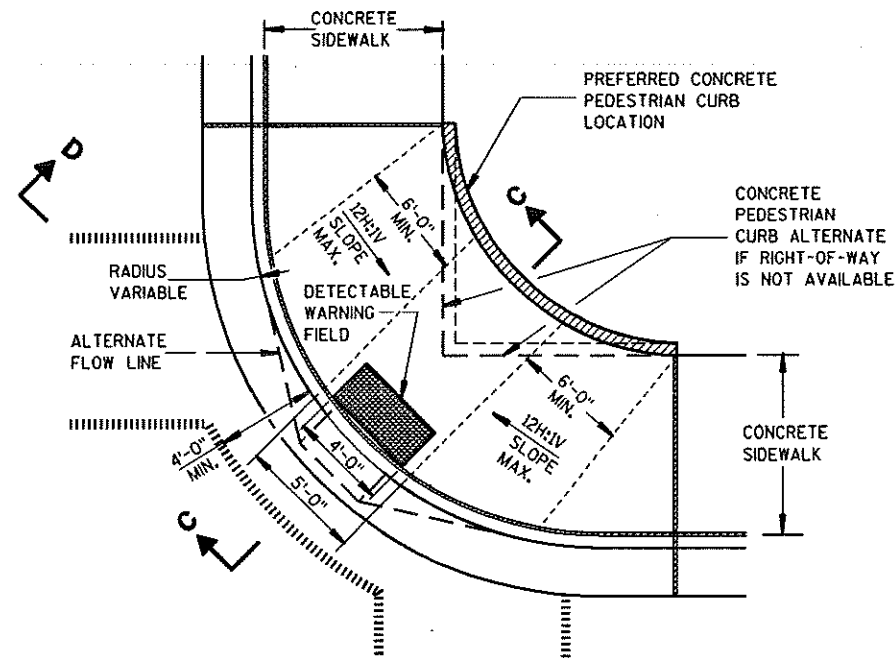 CONCRETE
SIDEWALK
PREFERRED CONCRETE
PEDESTRIAN CURB
LOCATION
D
C
6'-0"
MIN.
12H:1V
SLOPE
MAX.
CONCRETE
PEDESTRIAN
CURB ALTERNATE
IF RIGHT-OF-WAY
IS NOT AVAILABLE
RADIUS
VARIABLE
DETECTABLE
WARNING
FIELD
ALTERNATE
FLOW LINE
6'-0"
MIN.
12H:1V
SLOPE
MAX.
CONCRETE
SIDEWALK
4'-0"
MIN.
4'-0"
5'-0"
C